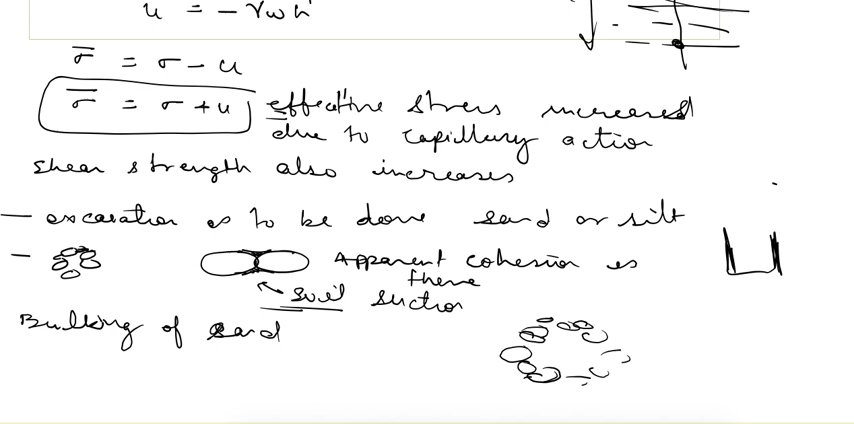 u = - γw h
σ̅ = σ - u
σ̅ = σ + u effective stress increased
due to capillary action
shear strength also increases
— excavation is to be done sand or silt
- Apparent cohesion is
there
soil suction
Bulking of sand